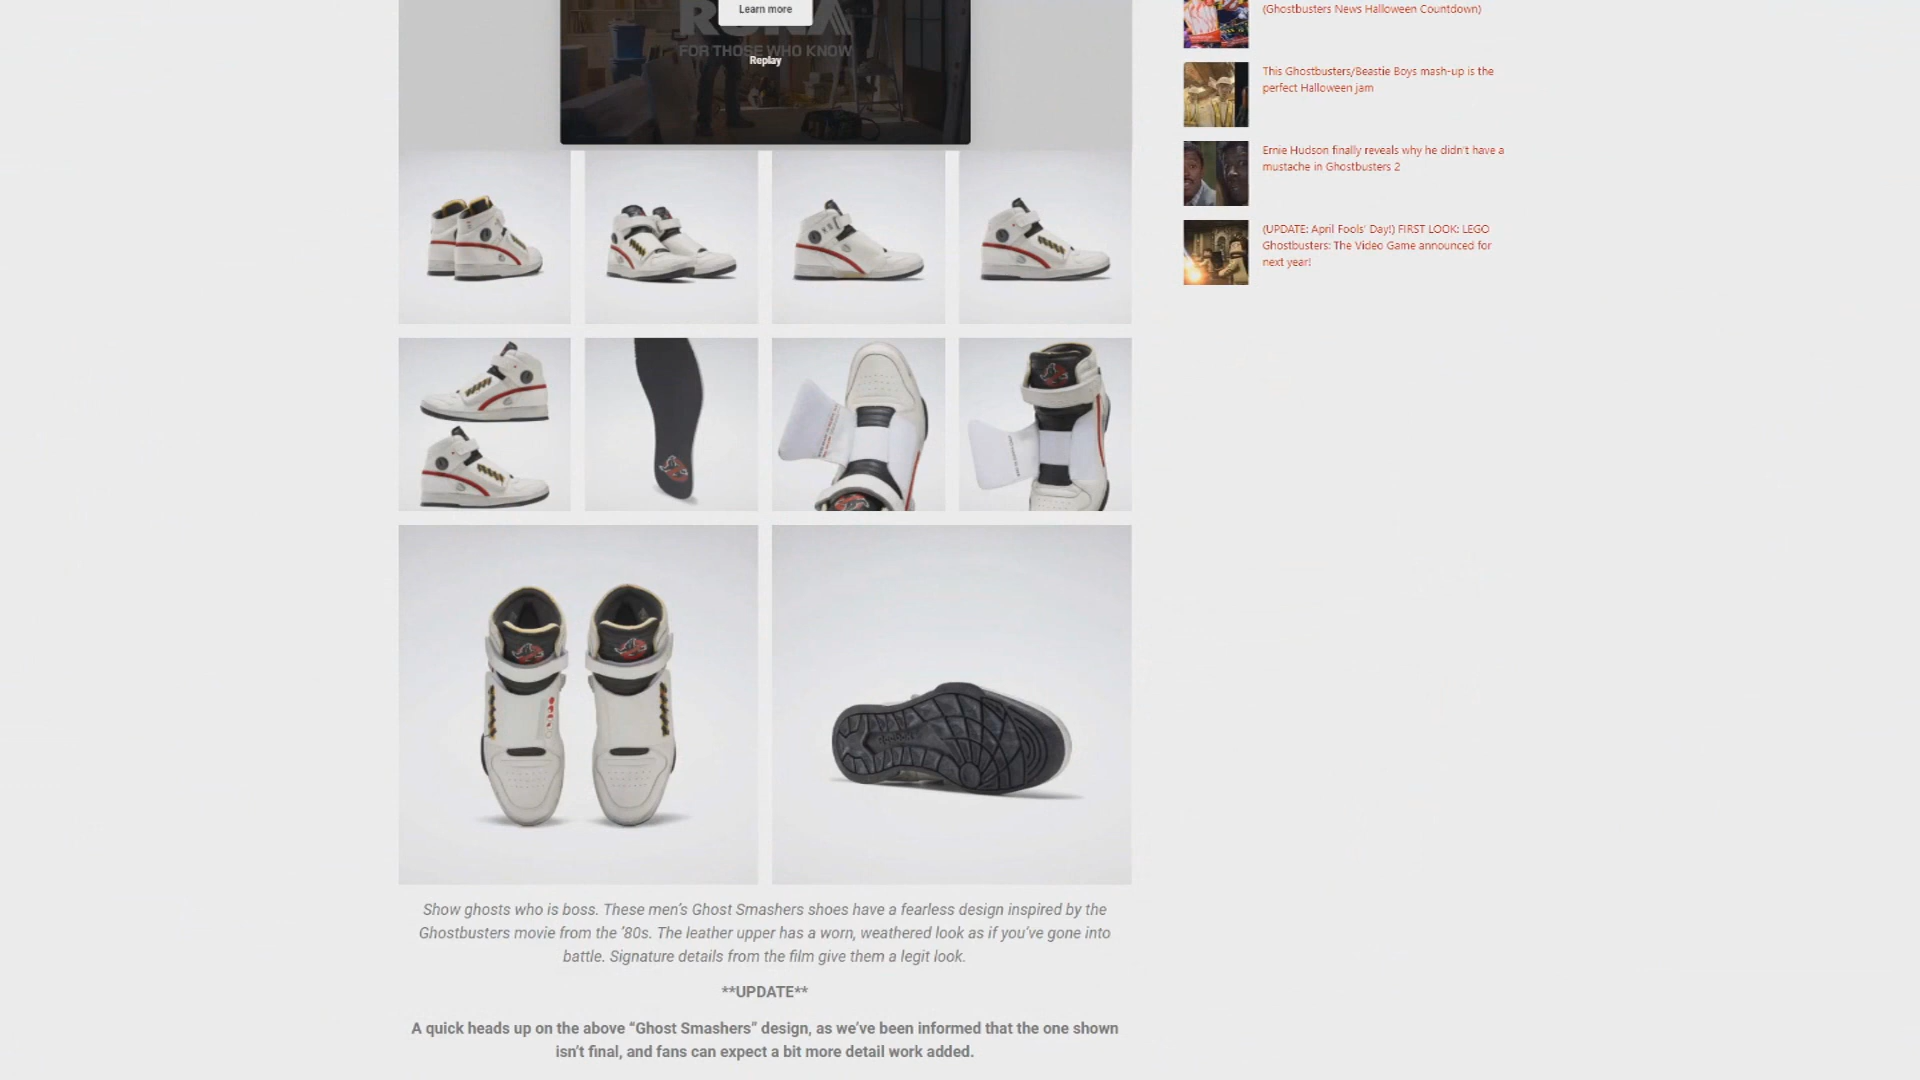 Learn more
FOR THOSE WHO KNOW
Replay
(Ghostbusters News Halloween Countdown)
This Ghostbusters/Beastie Boys mash-up is the
perfect Halloween jam
Ernie Hudson finally reveals why he didn't have a
mustache in Ghostbusters 2
(UPDATE: April Fools' Day!) FIRST LOOK: LEGO
Ghostbusters: The Video Game announced for
next year!
Show ghosts who is boss. These men's Ghost Smashers shoes have a fearless design inspired by the
Ghostbusters movie from the '80s. The leather upper has a worn, weathered look as if you've gone into
battle. Signature details from the film give them a legit look.
**UPDATE**
A quick heads up on the above “Ghost Smashers” design, as we've been informed that the one shown
isn't final, and fans can expect a bit more detail work added.